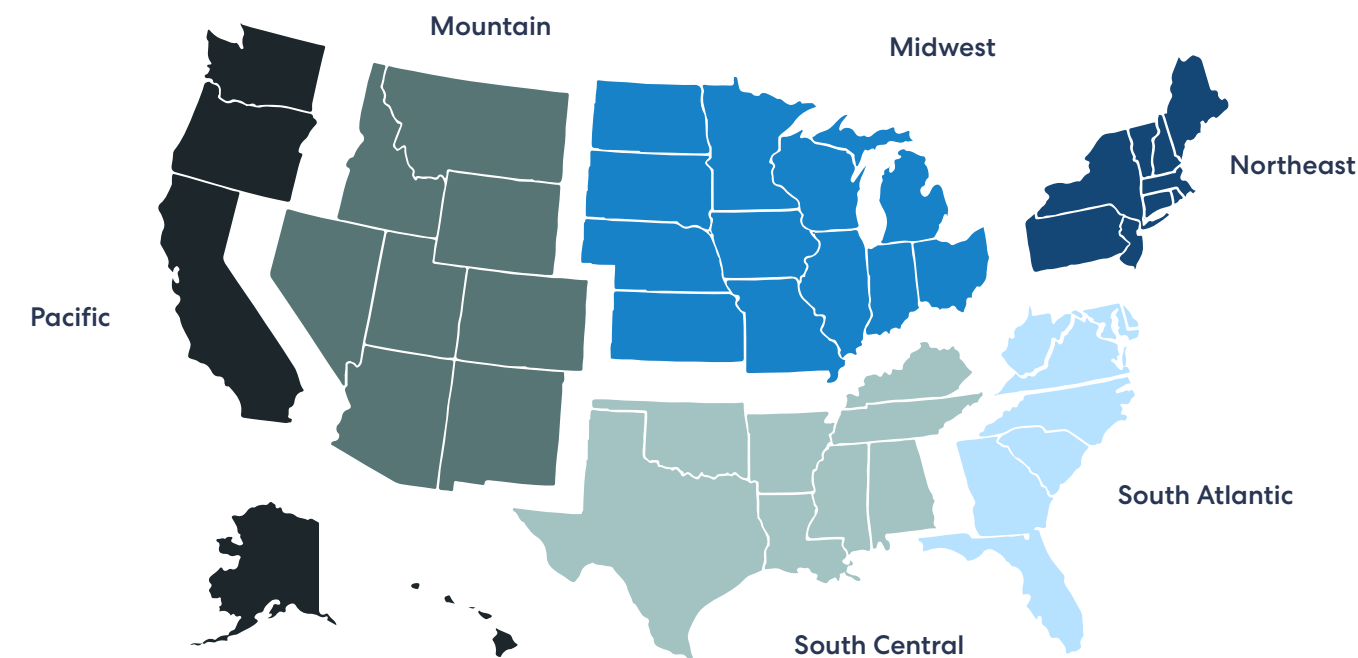 Mountain
Midwest
Northeast
Pacific
South Atlantic
South Central